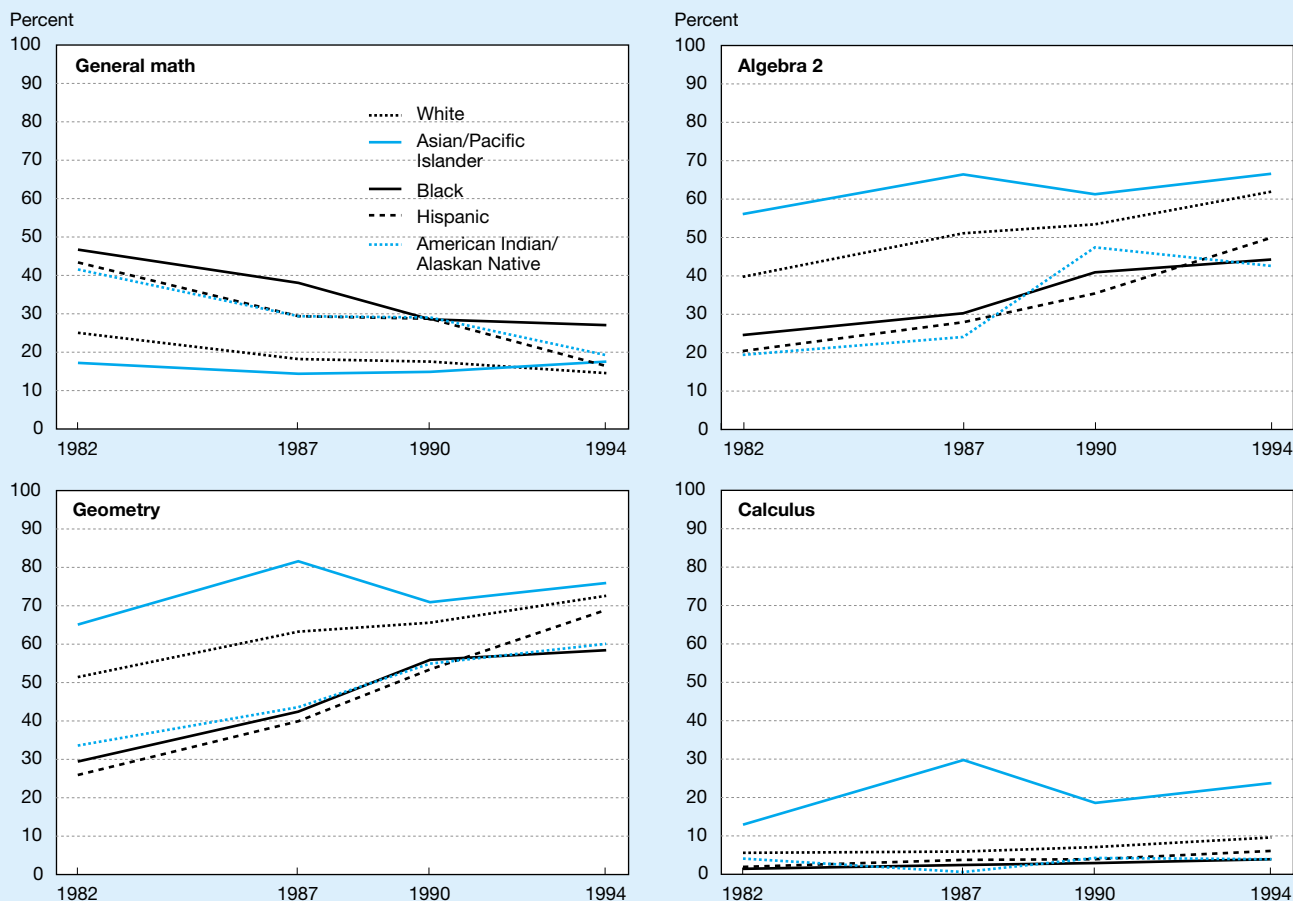 Percent
100
90
80
70
60
50
40
30
20
10
0
General math
White
Asian/Pacific
Islander
Black
Hispanic
American Indian/
Alaskan Native
1982 1987 1990 1994
Percent
100
90
80
70
60
50
40
30
20
10
0
Algebra 2
1982 1987 1990 1994
100
90
80
70
60
50
40
30
20
10
0
Geometry
1982 1987 1990 1994
100
90
80
70
60
50
40
30
20
10
0
Calculus
1982 1987 1990 1994